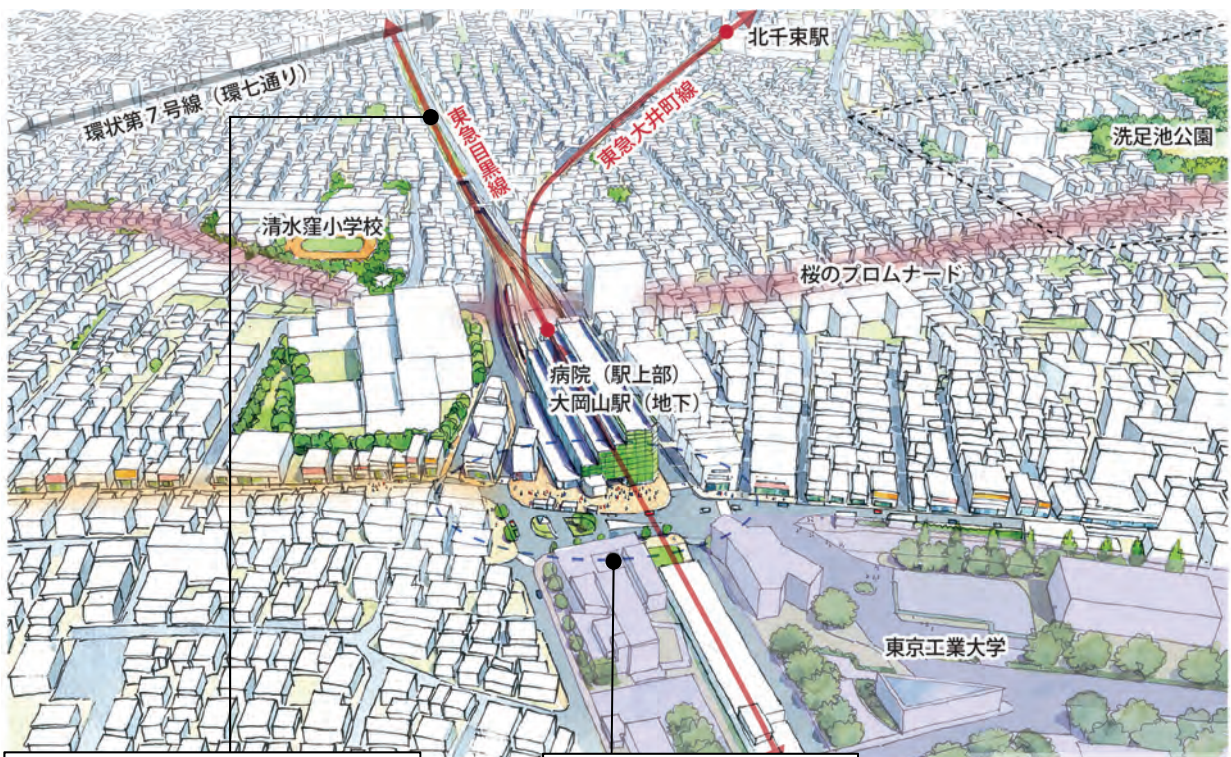 北千束駅
環状第7号線（環七通り）
東急目黒線
東急大井町線
洗足池公園
清水窪小学校
桜のプロムナード
病院（駅上部）
大岡山駅（地下）
東京工業大学